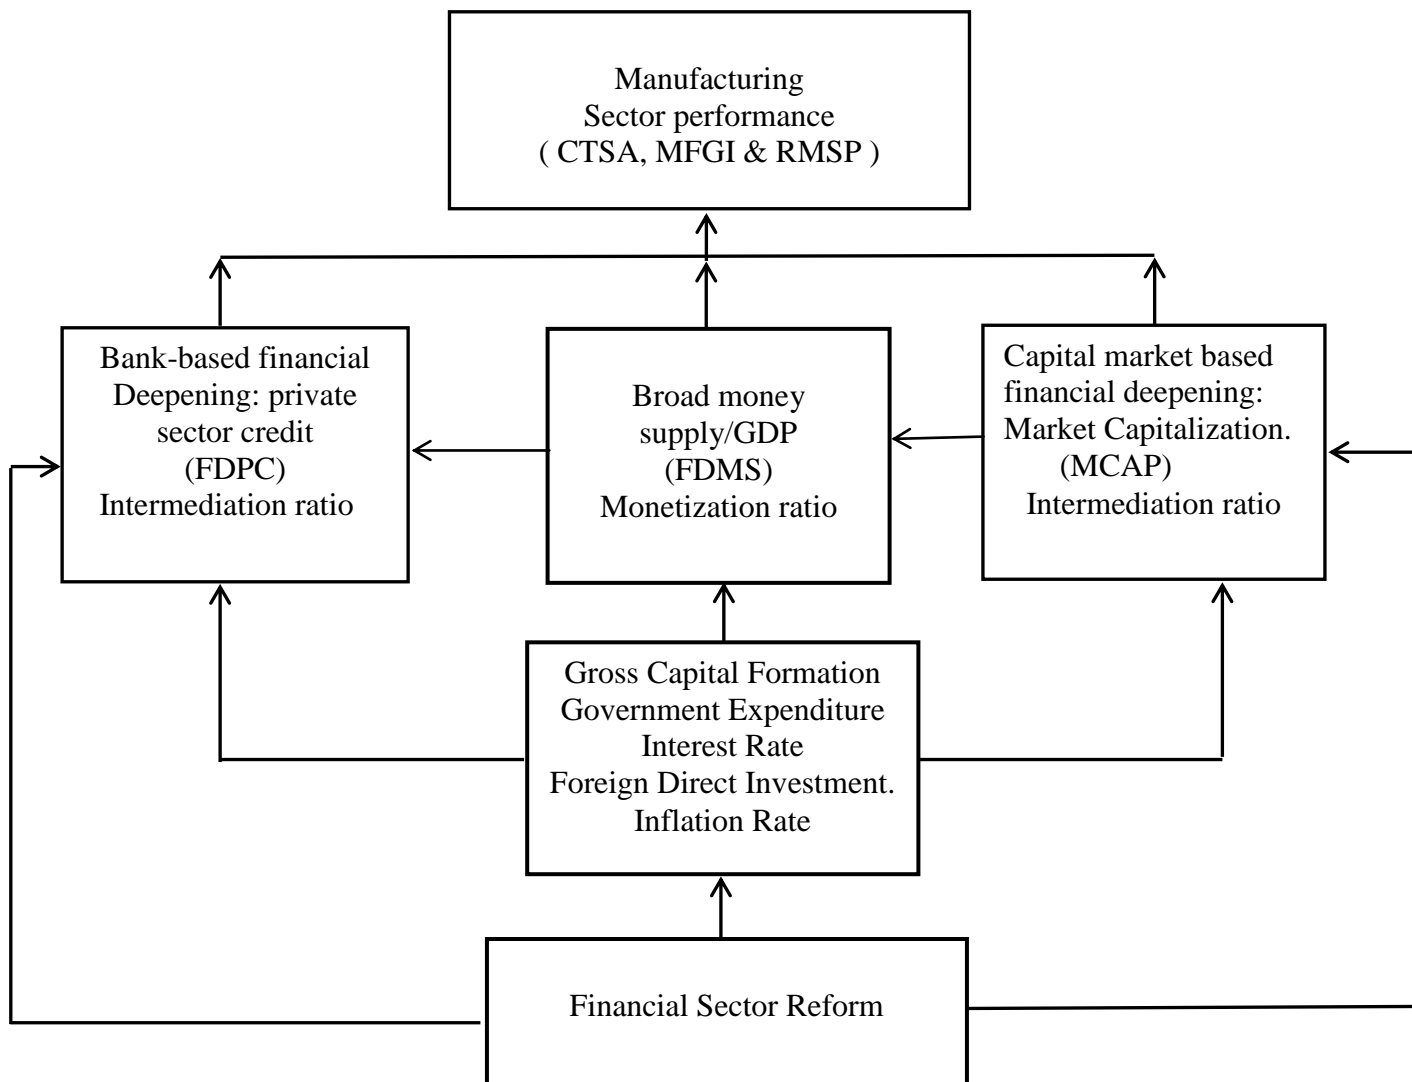 Manufacturing
Sector performance
( CTSA, MFGI & RMSP )
Bank-based financial
Deepening: private
sector credit
(FDPC)
Intermediation ratio
Broad money
supply/GDP
(FDMS)
Monetization ratio
Capital market based
financial deepening:
Market Capitalization.
(MCAP)
Intermediation ratio
Gross Capital Formation
Government Expenditure
Interest Rate
Foreign Direct Investment.
Inflation Rate
Financial Sector Reform